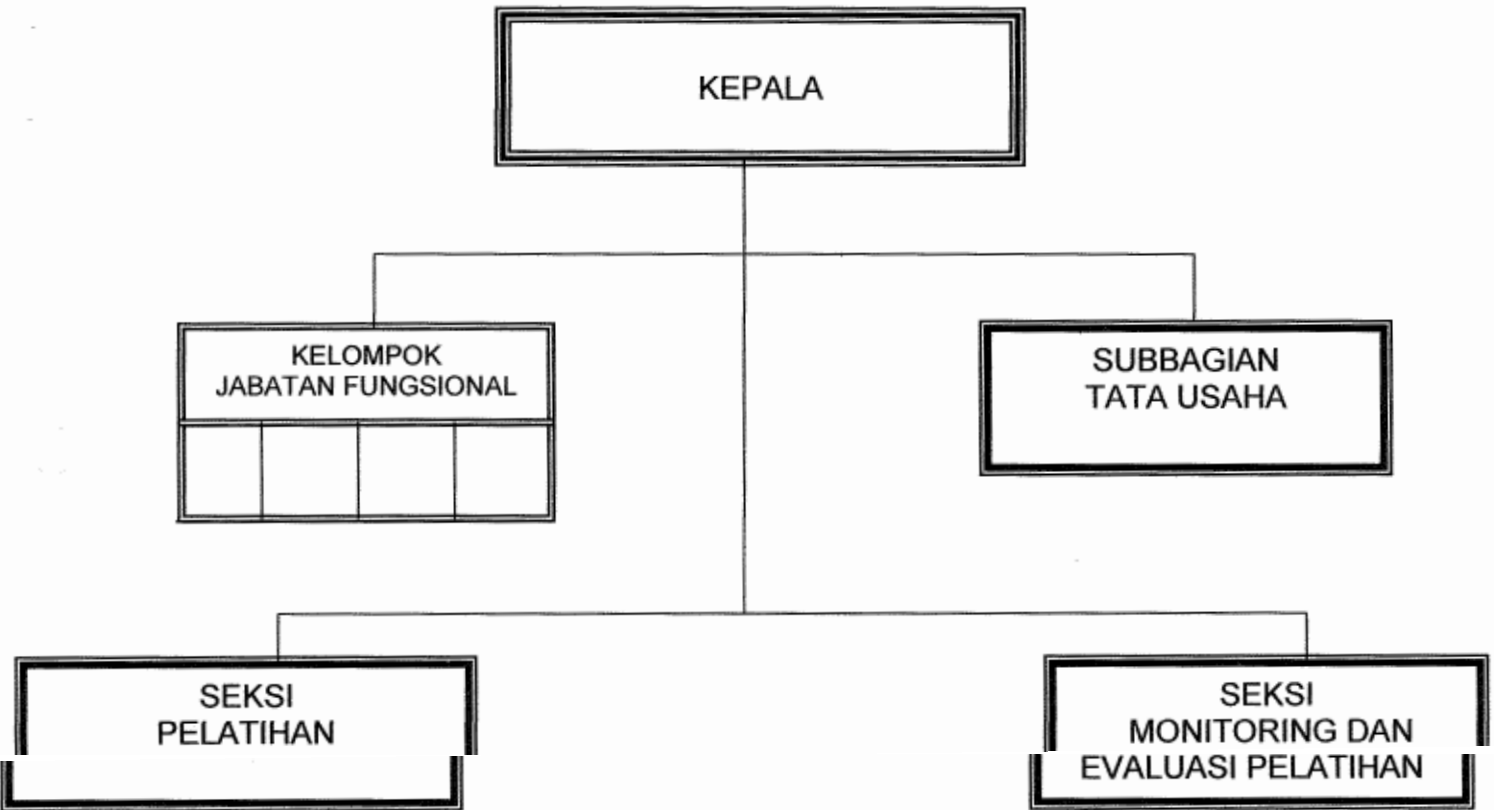 KEPALA
KELOMPOK
JABATAN FUNGSIONAL
SUBBAGIAN
TATA USAHA
SEKSI
PELATIHAN
SEKSI
MONITORING DAN
EVALUASI PELATIHAN